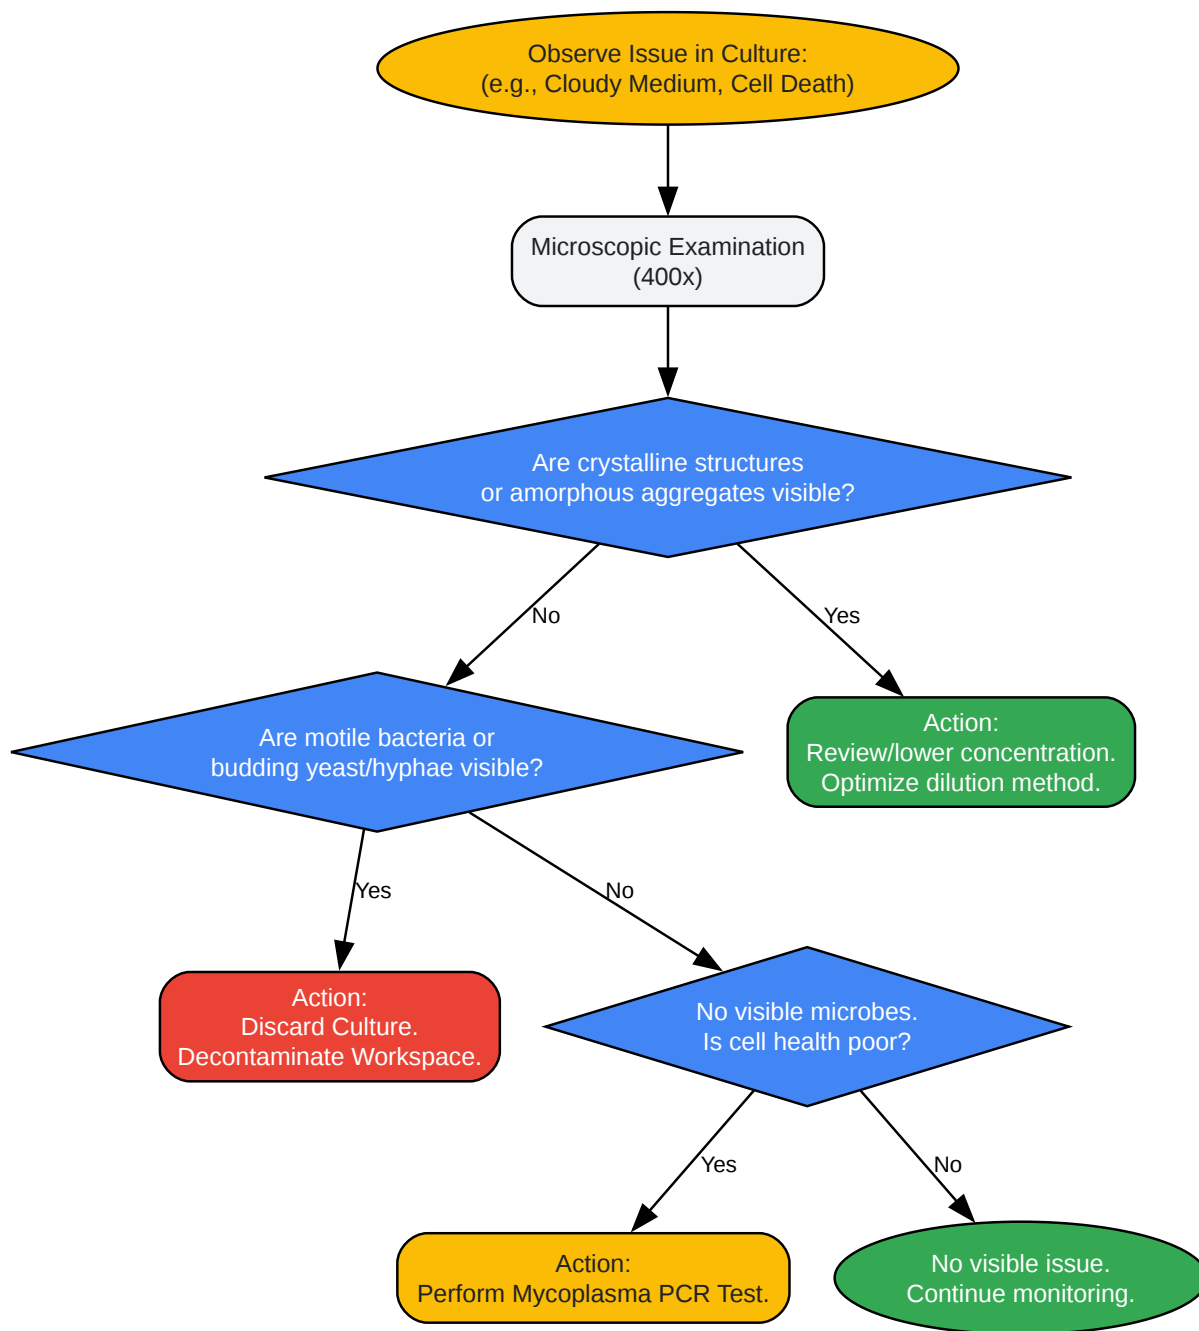 Observe Issue in Culture:
(e.g., Cloudy Medium, Cell Death)
Microscopic Examination
(400x)
Are crystalline structures
or amorphous aggregates visible?
No
Yes
Are motile bacteria or
budding yeast/hyphae visible?
Action:
Review/lower concentration.
Optimize dilution method.
Yes
No
Action:
Discard Culture.
Decontaminate Workspace.
No visible microbes.
Is cell health poor?
Yes
No
Action:
Perform Mycoplasma PCR Test.
No visible issue.
Continue monitoring.